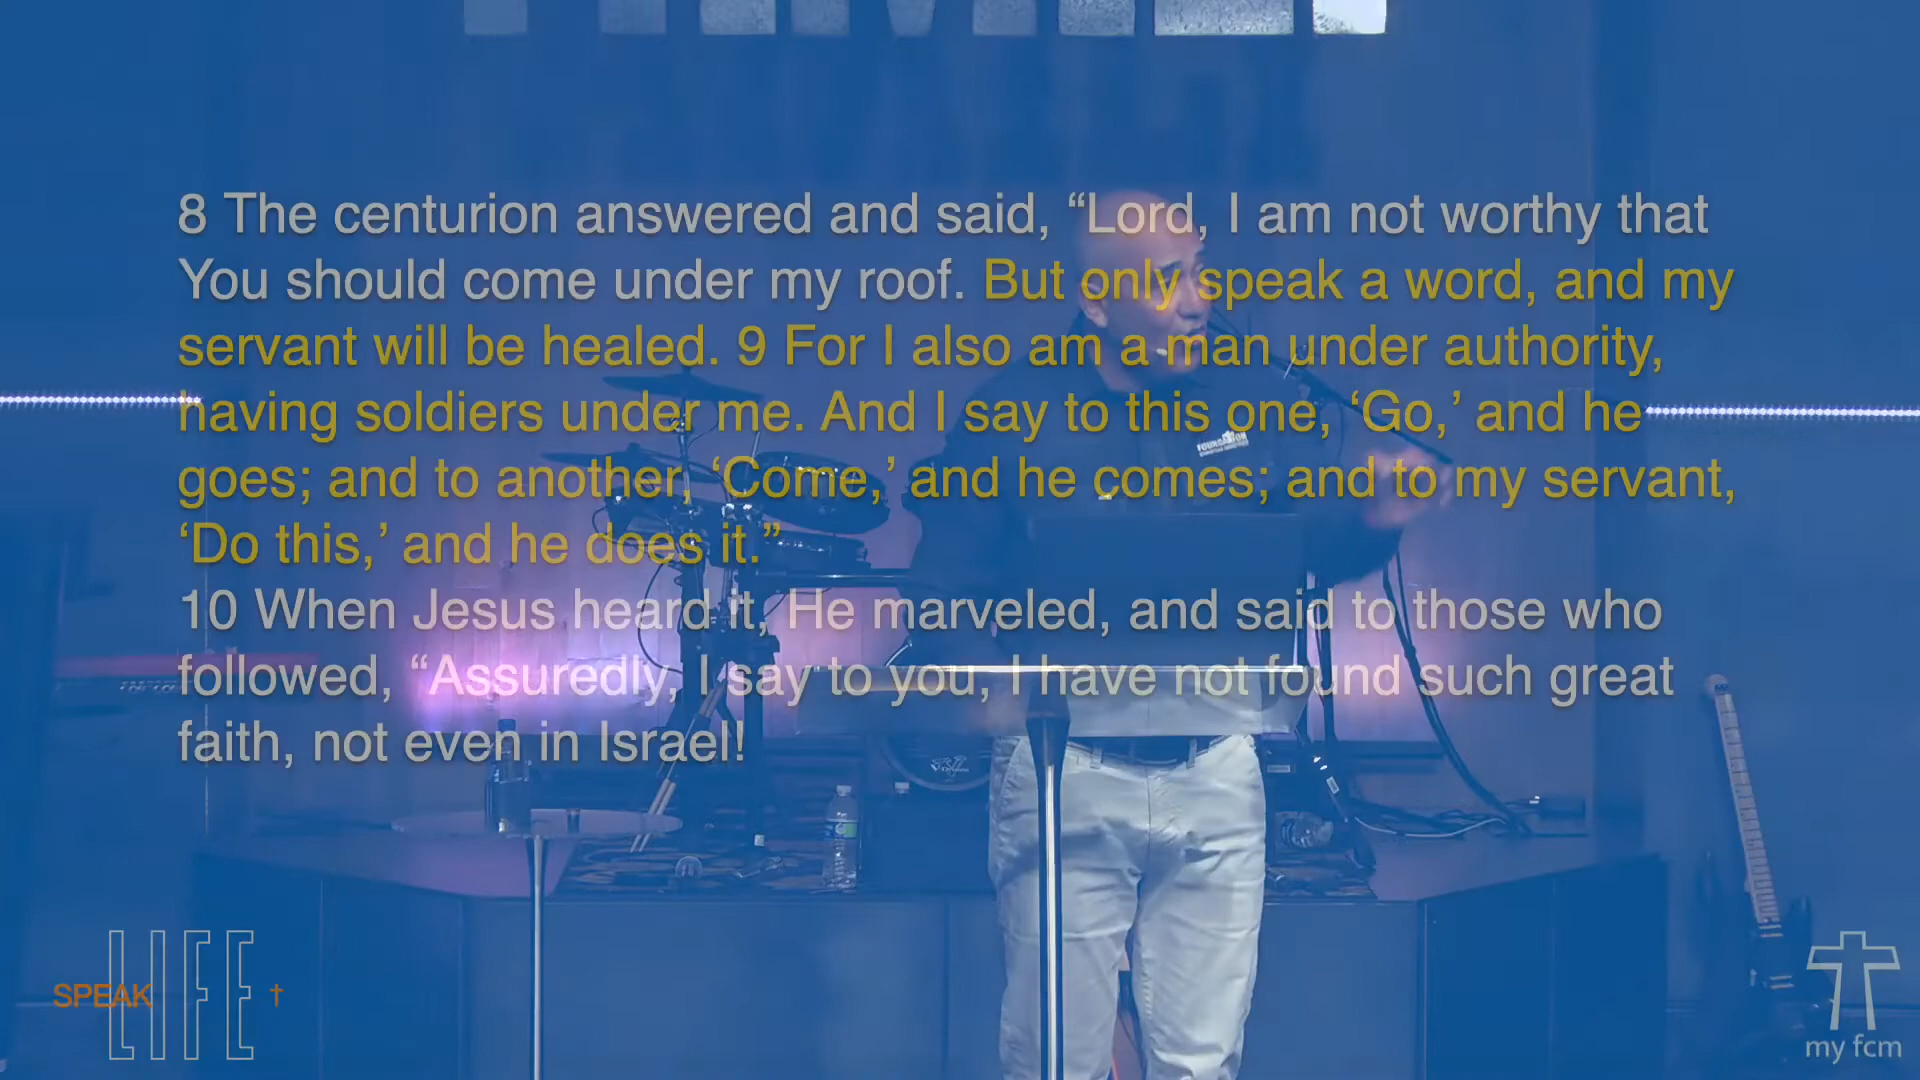 8 The centurion answered and said, “Lord, I am not worthy that
You should come under my roof. But only speak a word, and my
servant will be healed. 9 For I also am a man under authority,
having soldiers under me. And I say to this one, ‘Go,’ and he
goes; and to another, ‘Come,’ and he comes; and to my servant,
‘Do this,’ and he does it.”
10 When Jesus heard it, He marveled, and said to those who
followed, “Assuredly, I say to you, I have not found such great
faith, not even in Israel!
FOUNDATION
SPEAK LIFE
my fcm